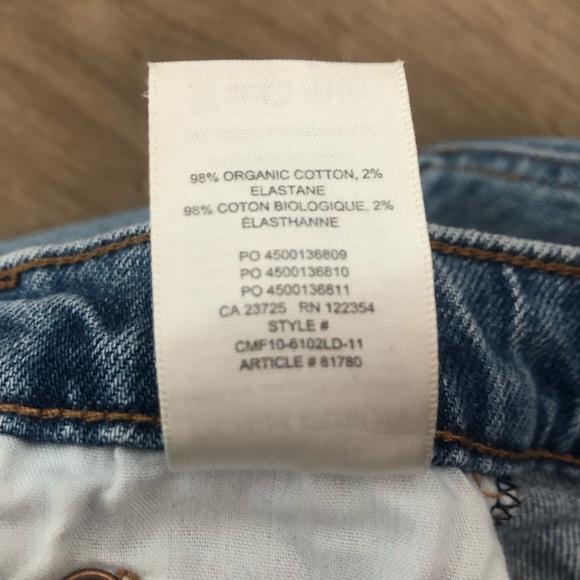 98% ORGANIC COTTON, 2%
ELASTANE
98% COTON BIOLOGIQUE, 2%
ÉLASTHANNE
PO 4500136809
PO 4500136810
PO 4500136811
CA 23725 RN 122354
STYLE #
CMF10-6102LD-11
ARTICLE # 81780